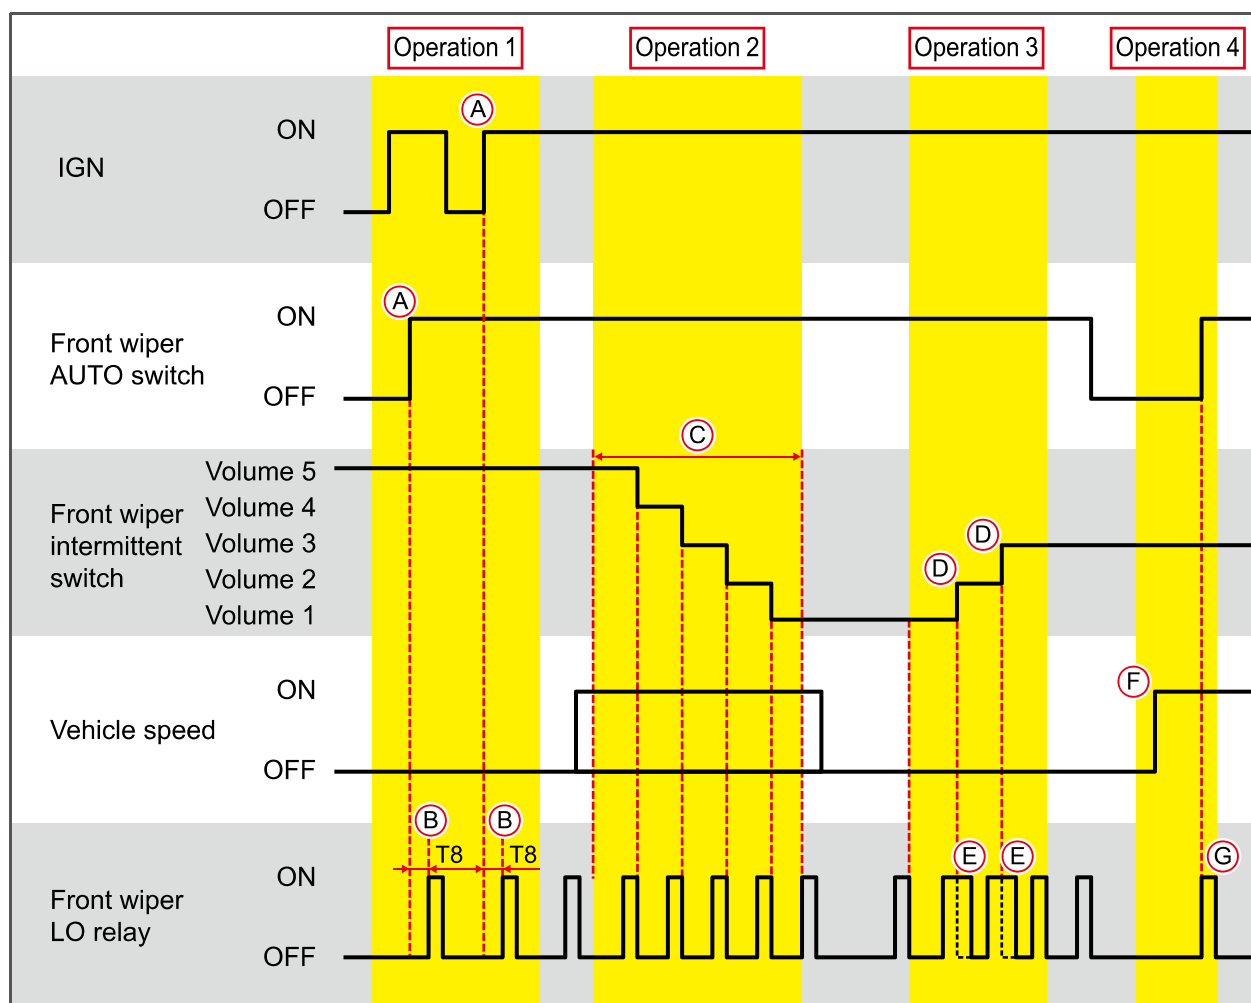 Operation 1
Operation 2
Operation 3
Operation 4
A
ON
IGN
OFF
A
ON
Front wiper
AUTO switch
OFF
C
Volume 5
Volume 4
Front wiper
intermittent
switch
Volume 3
Volume 2
Volume 1
D
D
ON
F
Vehicle speed
OFF
B
B
T8
T8
E
E
G
ON
Front wiper
LO relay
OFF